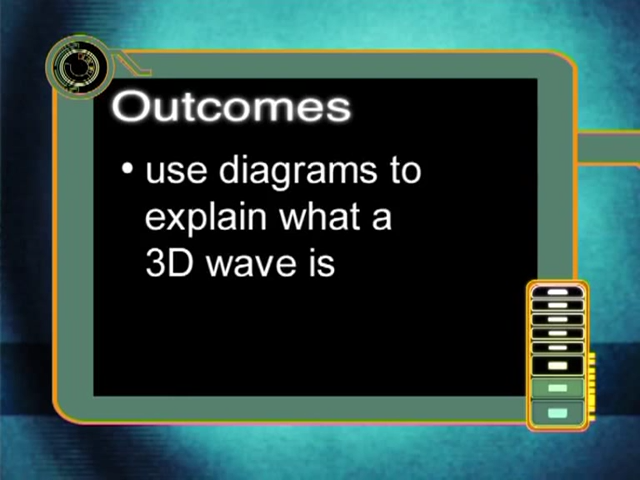 Outcomes
• use diagrams to
explain what a
3D wave is